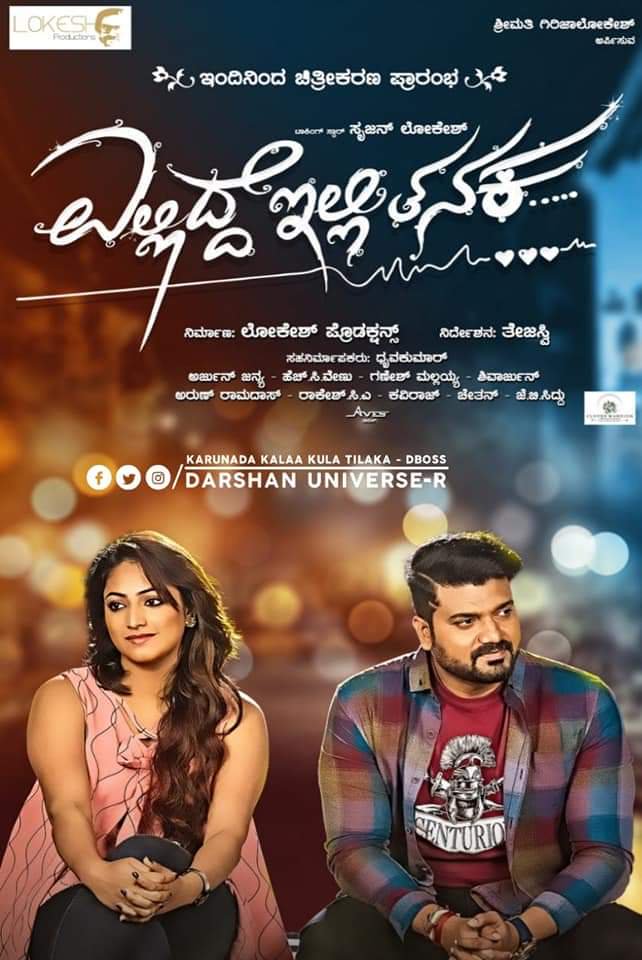 LOKESH
Productions
ಶ್ರೀಮತಿ ಗಿರಿಜಾಲೋಕೇಶ್
ಅರ್ಪಿಸುವ
ಇಂದಿನಿಂದ ಚಿತ್ರೀಕರಣ ಪ್ರಾರಂಭ
ಟಾಕಿಂಗ್ ಸ್ಟಾರ್ ಸೃಜನ್ ಲೋಕೇಶ್
ಎಲ್ಲಿದ್ದೆ ಇಲ್ಲಿ ತನಕ.....
ನಿರ್ಮಾಣ: ಲೋಕೇಶ್ ಪ್ರೊಡಕ್ಷನ್ಸ್ ನಿರ್ದೇಶನ: ತೇಜಸ್ವಿ
ಸಹನಿರ್ಮಾಪಕರು: ಧೃವಕುಮಾರ್
ಅರ್ಜುನ್ ಜನ್ಯ - ಹೆಚ್.ಸಿ.ವೇಣು - ಗಣೇಶ್ ಮಲ್ಲಯ್ಯ - ಶಿವಾರ್ಜುನ್
ಅರುಣ್ ರಾಮದಾಸ್ - ರಾಕೇಶ್.ಸಿ.ಎ - ಕವಿರಾಜ್ - ಚೇತನ್ - ಜೆ.ಬಿ.ಸಿದ್ದು
KARUNADA KALAA KULA TILAKA - DBOSS
/DARSHAN UNIVERSE-R
SENTURION